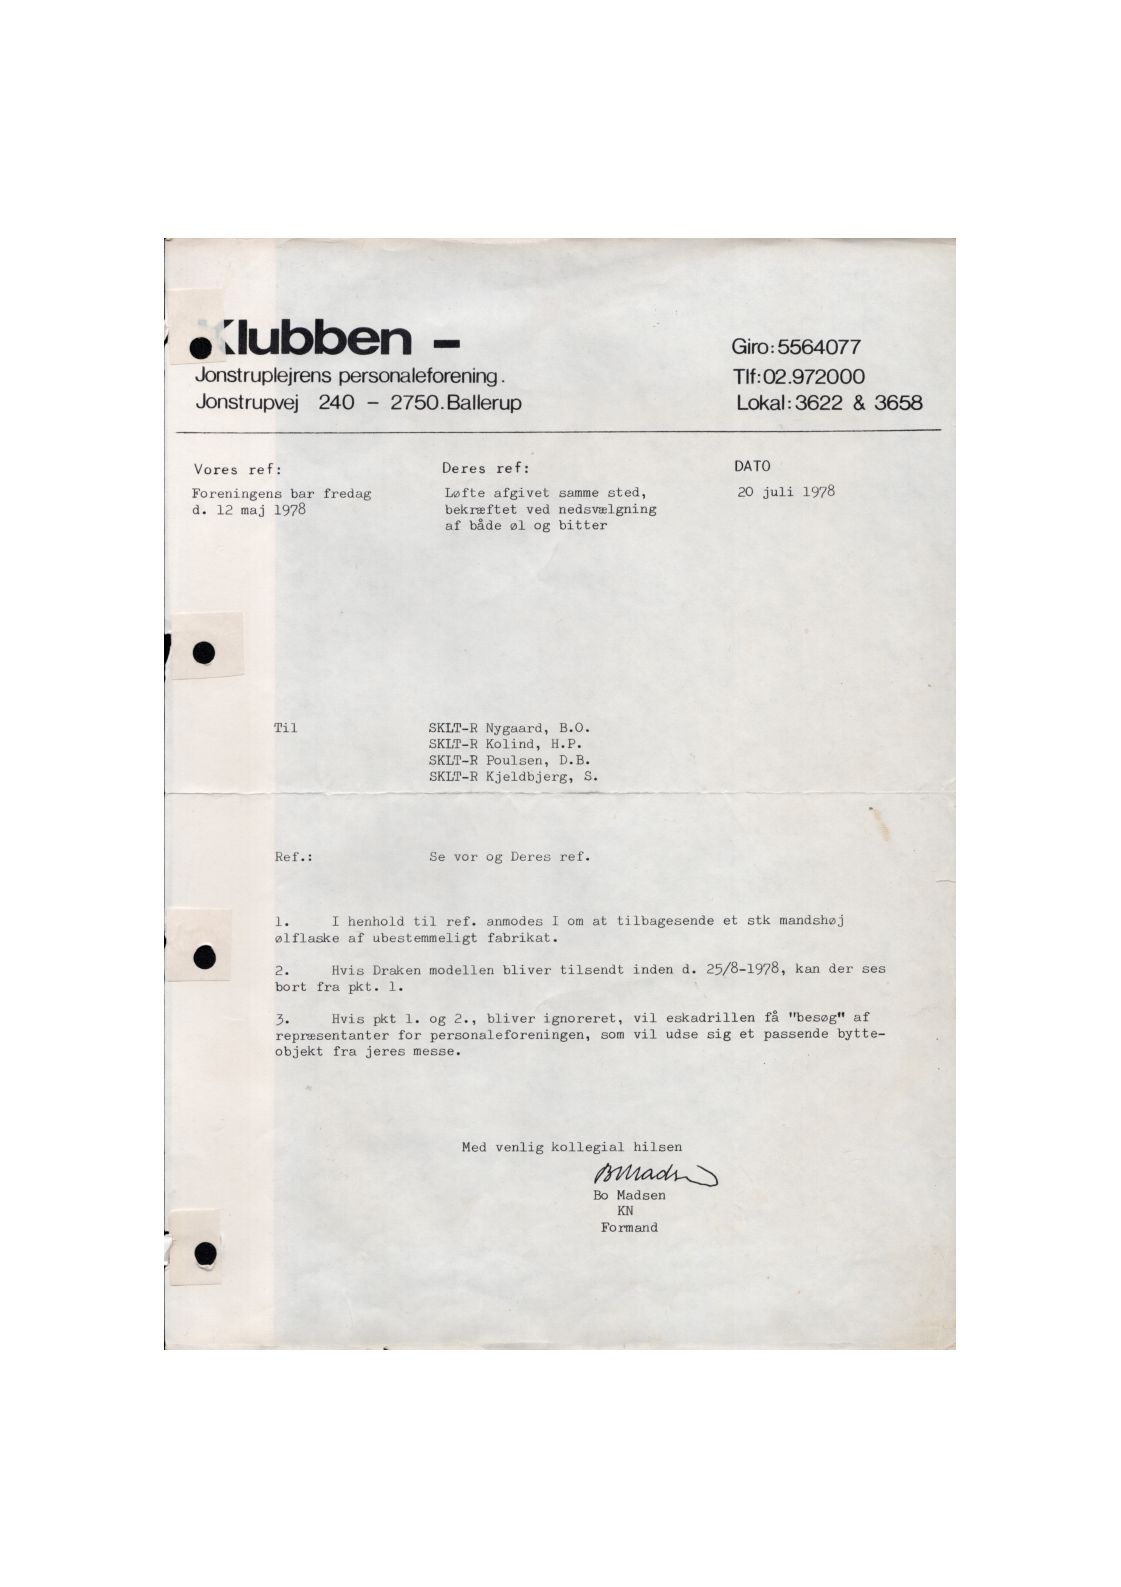 Klubben –
Jonstruplejrens personaleforening.
Jonstrupvej 240 – 2750.Ballerup
Giro:5564077
Tlf:02.972000
Lokal:3622 & 3658
Vores ref:
Foreningens bar fredag
d. 12 maj 1978
Deres ref:
Løfte afgivet samme sted,
bekræftet ved nedsvælgning
af både øl og bitter
DATO
20 juli 1978
Til SKLT-R Nygaard, B.O.
SKLT-R Kolind, H.P.
SKLT-R Poulsen, D.B.
SKLT-R Kjeldbjerg, S.
Ref.: Se vor og Deres ref.
1. I henhold til ref. anmodes I om at tilbagesende et stk mandshøj
ølflaske af ubestemmeligt fabrikat.
2. Hvis Draken modellen bliver tilsendt inden d. 25/8-1978, kan der ses
bort fra pkt. 1.
3. Hvis pkt 1. og 2., bliver ignoreret, vil eskadrillen få "besøg" af
repræsentanter for personaleforeningen, som vil udse sig et passende bytte-
objekt fra jeres messe.
Med venlig kollegial hilsen
BMadsen
Bo Madsen
KN
Formand